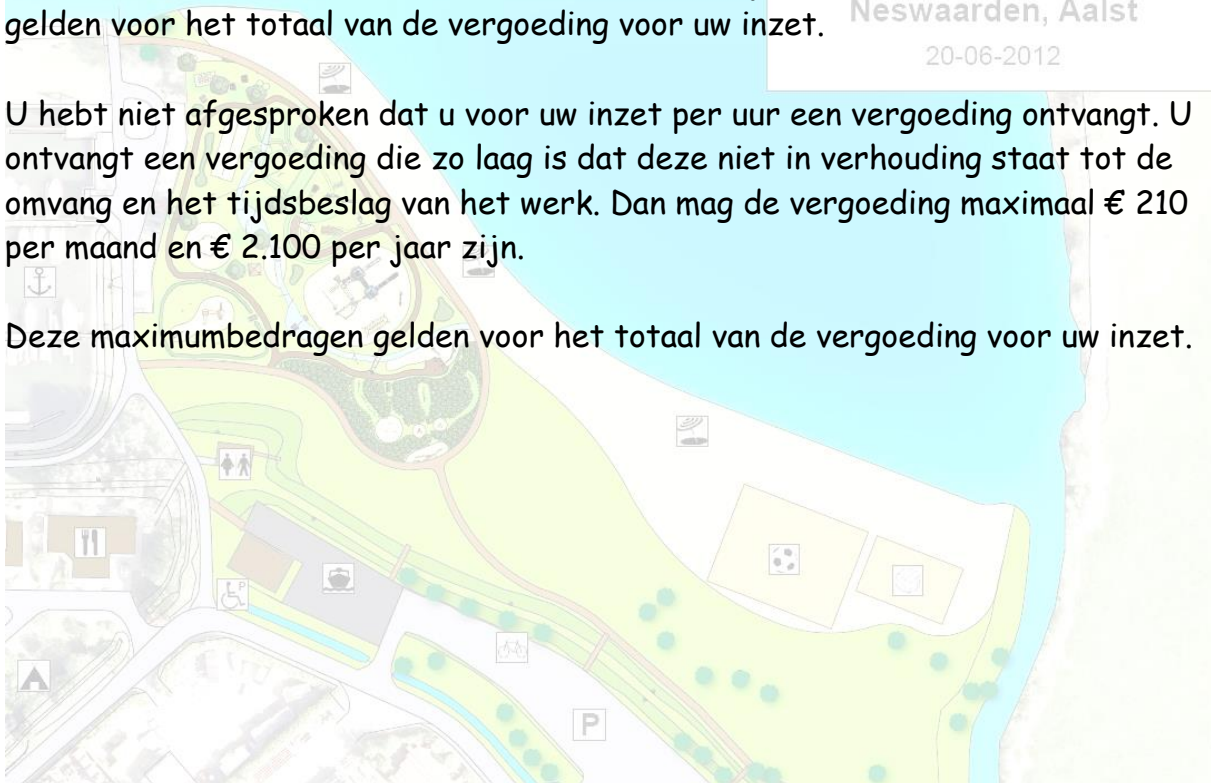 gelden voor het totaal van de vergoeding voor uw inzet.
Neswaarden, Aalst
20-06-2012
U hebt niet afgesproken dat u voor uw inzet per uur een vergoeding ontvangt. U
ontvangt een vergoeding die zo laag is dat deze niet in verhouding staat tot de
omvang en het tijdsbeslag van het werk. Dan mag de vergoeding maximaal € 210
per maand en € 2.100 per jaar zijn.
Deze maximumbedragen gelden voor het totaal van de vergoeding voor uw inzet.
P
P